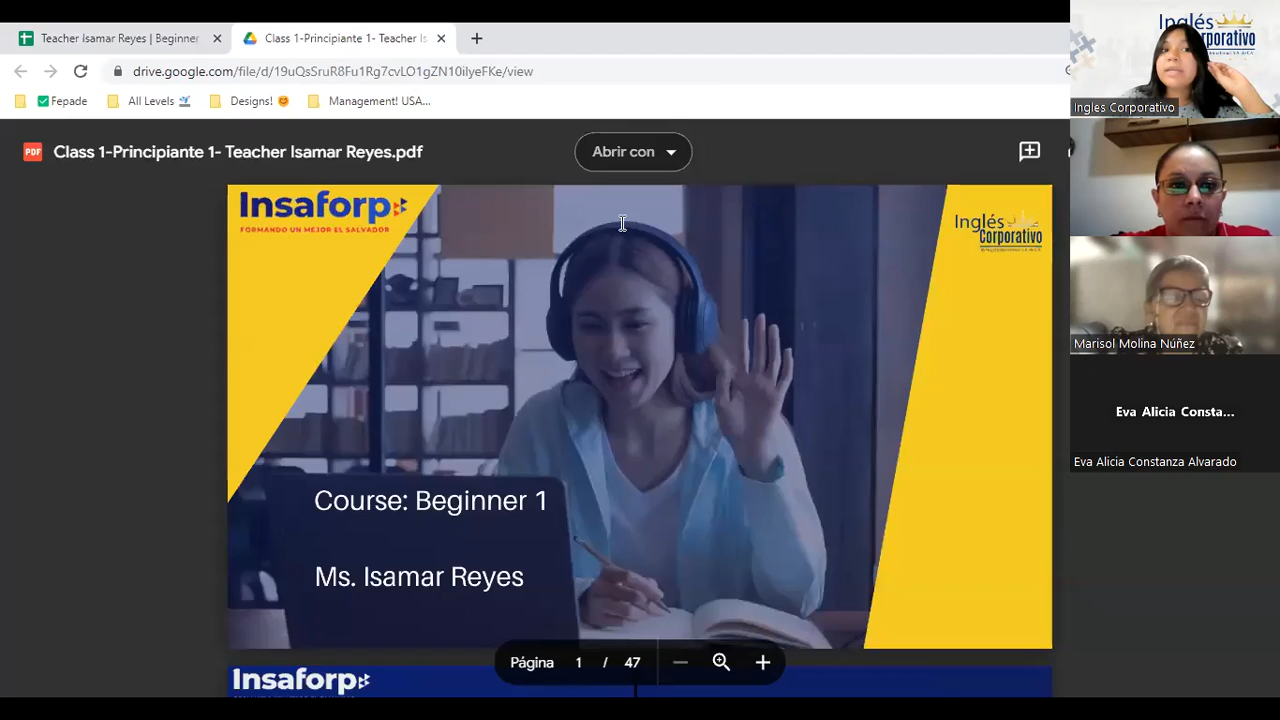 Teacher Isamar Reyes | Beginner
Class 1-Principiante 1- Teacher Is
drive.google.com/file/d/19uQsSruR8Fu1Rg7cvLO1gZN10preFKe/view
Fepade
All Levels
Designs!
Management! USA...
PDF
Class 1-Principiante 1- Teacher Isamar Reyes.pdf
Abrir con
Insaforp
FORMANDO UN MEJOR EL SALVADOR
Inglés
Corporativo
Course: Beginner 1
Ms. Isamar Reyes
Página 1 / 47
Insaforp
Inglés
Corporativo
Ingles Corporativo
Marisol Molina Núñez
Eva Alicia Consta...
Eva Alicia Constanza Alvarado